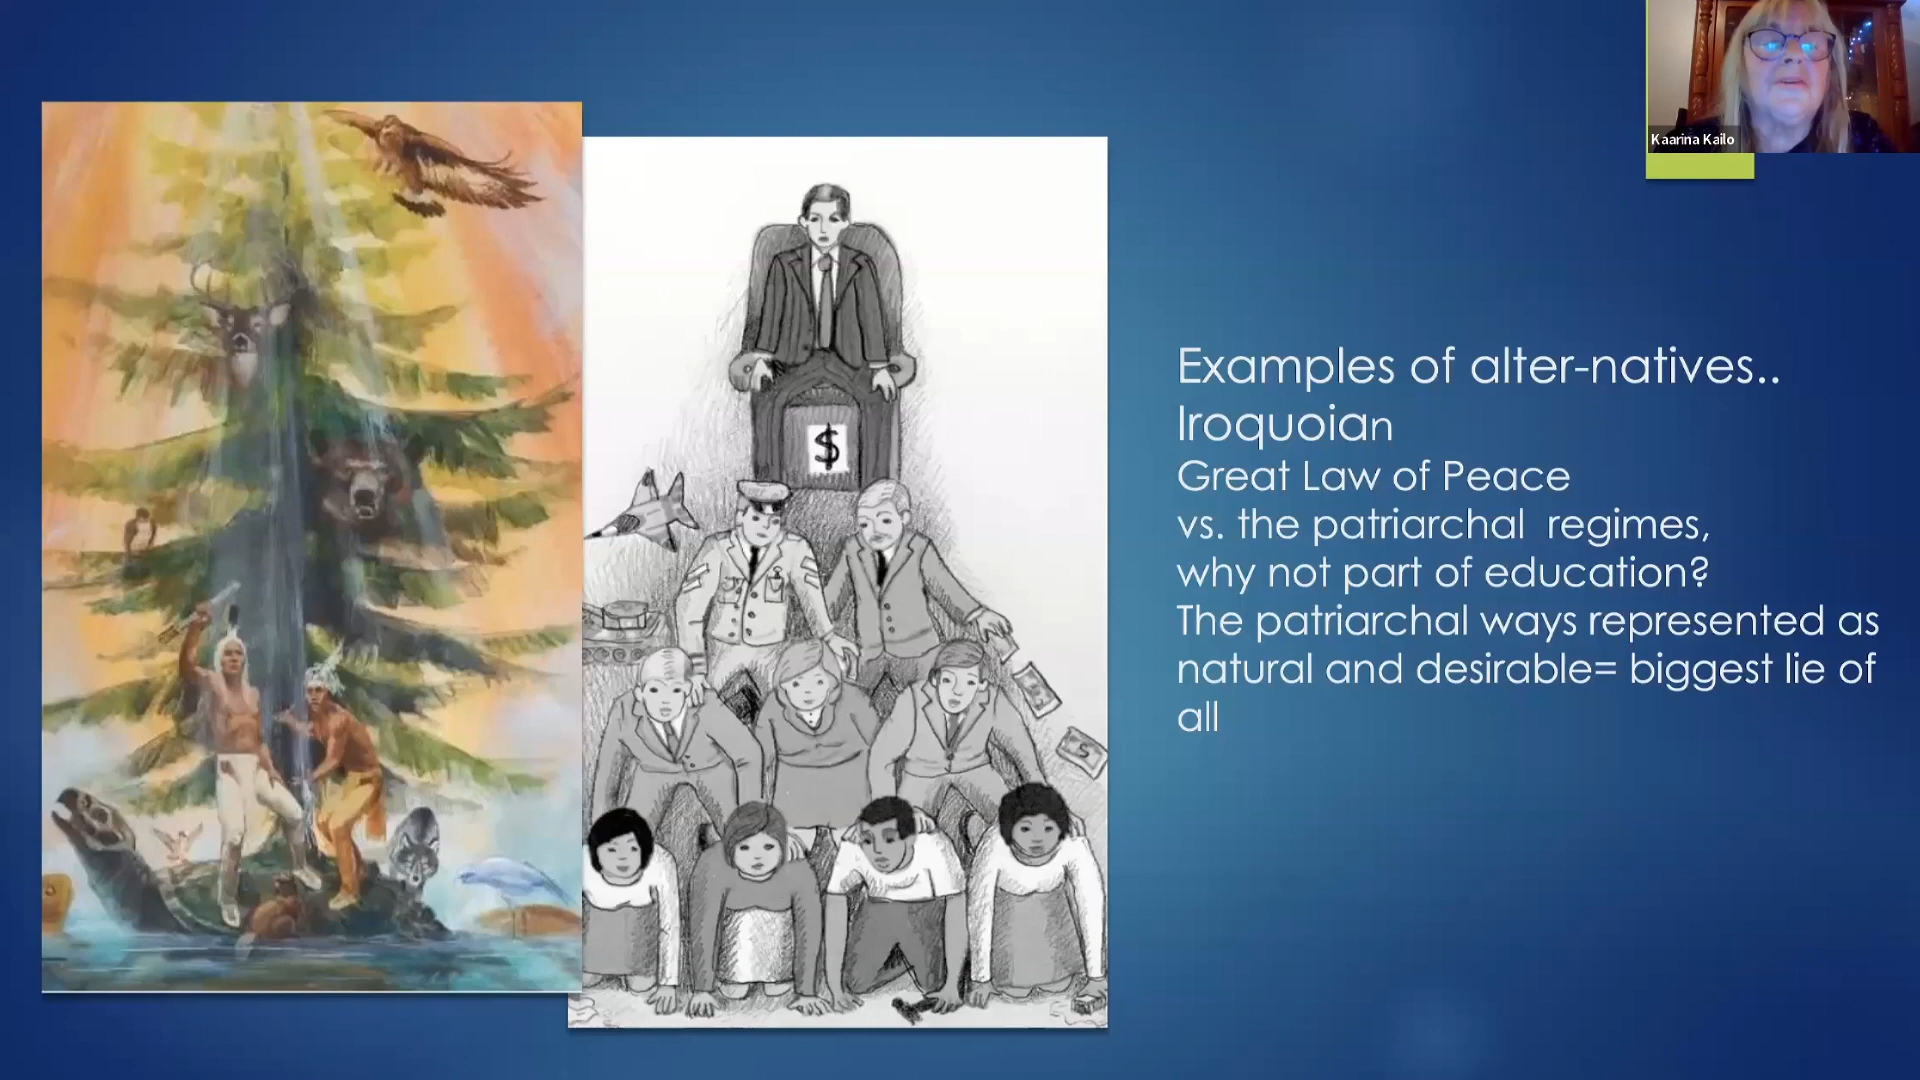 Kaarina Kailo
$
Examples of alter-natives..
Iroquoian
Great Law of Peace
vs. the patriarchal  regimes,
why not part of education?
The patriarchal ways represented as
natural and desirable= biggest lie of
all